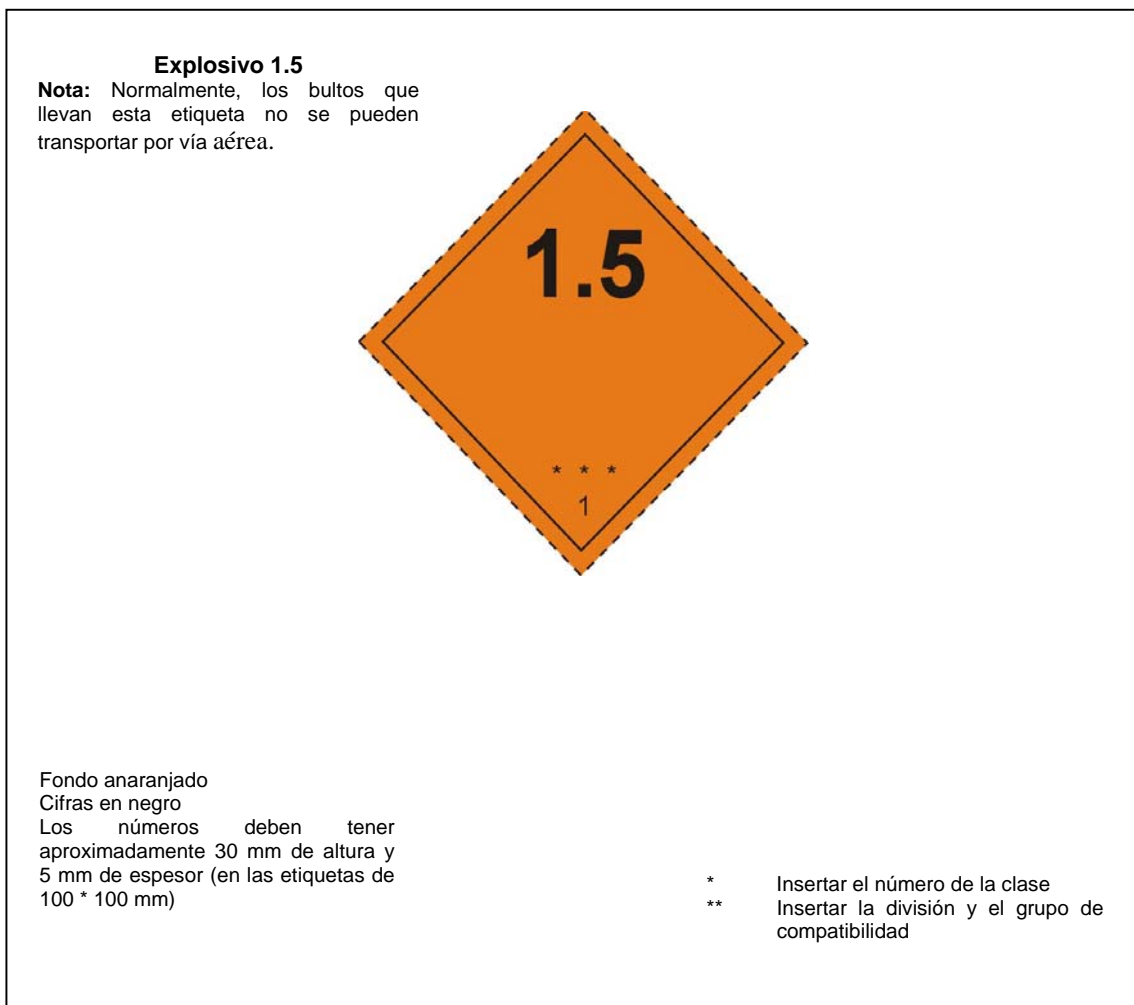 Explosivo 1.5
Nota: Normalmente, los bultos que
llevan esta etiqueta no se pueden
transportar por vía aérea.
1.5
* * *
1
Fondo anaranjado
Cifras en negro
Los números deben tener
aproximadamente 30 mm de altura y
5 mm de espesor (en las etiquetas de
100 * 100 mm)
* Insertar el número de la clase
** Insertar la división y el grupo de
compatibilidad